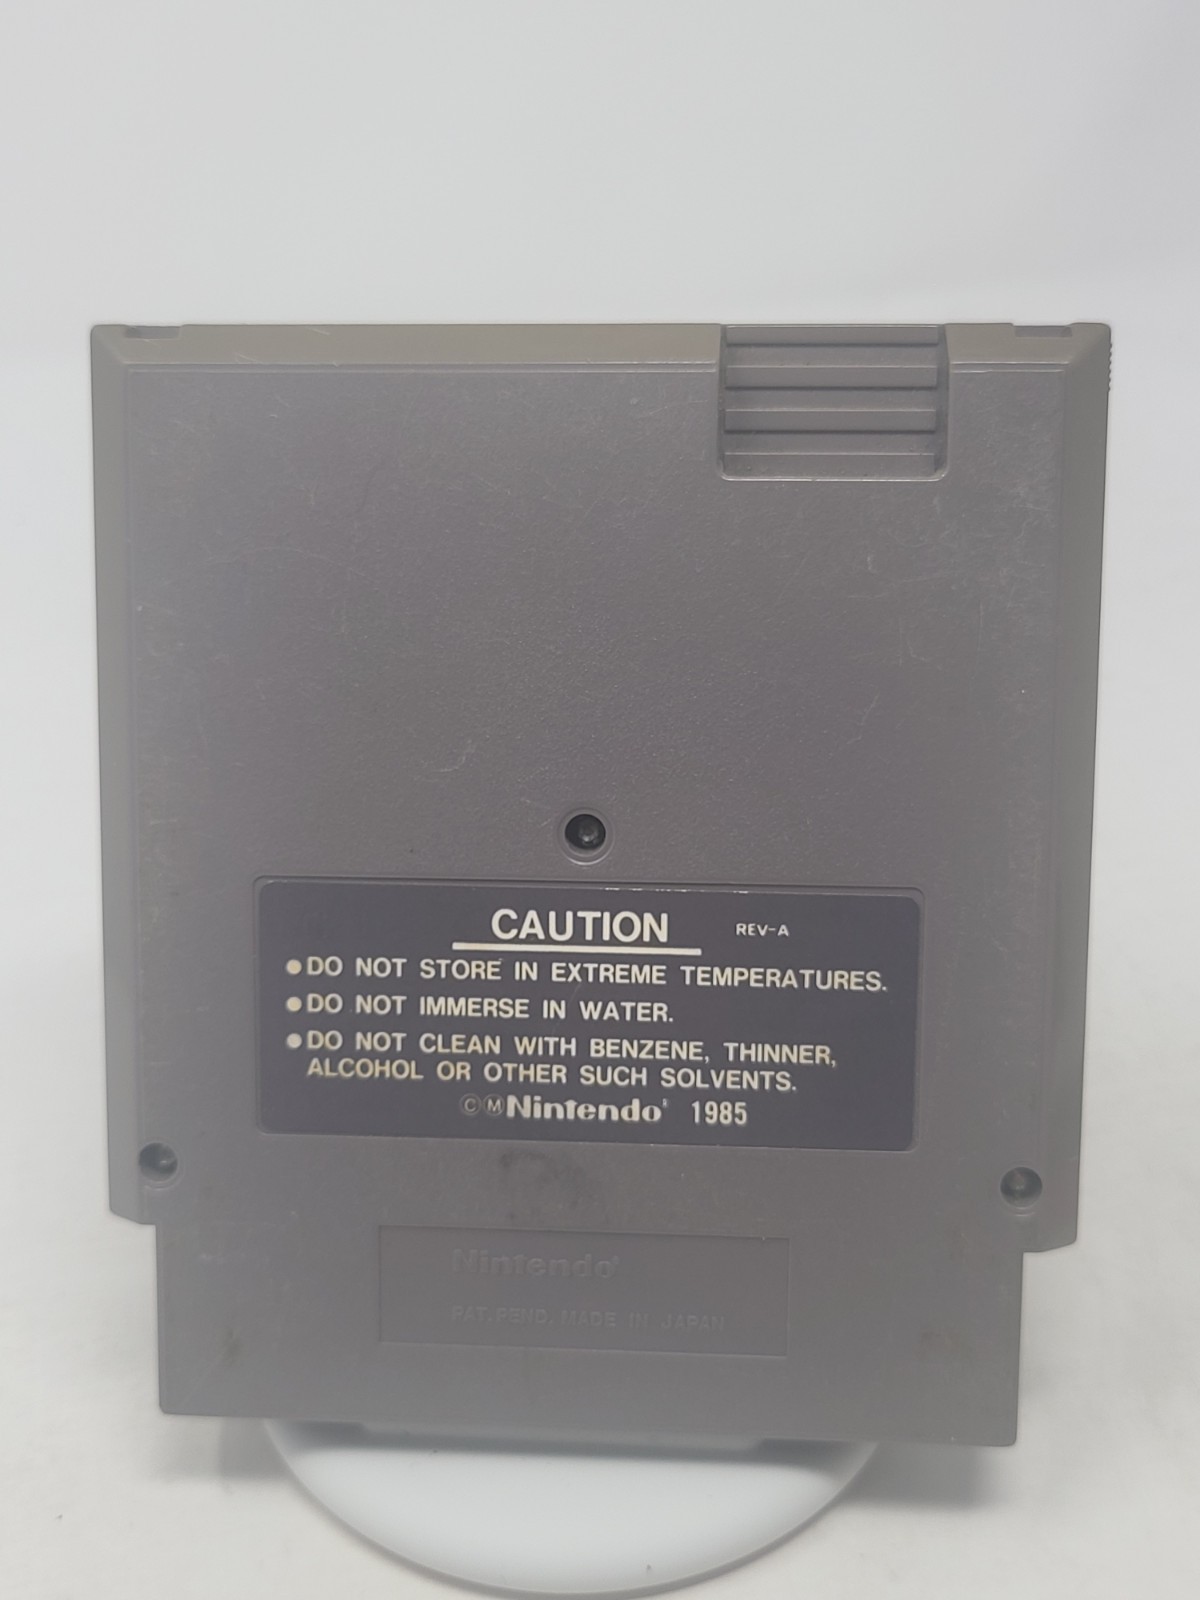 CAUTION REV-A
●DO NOT STORE IN EXTREME TEMPERATURES.
●DO NOT IMMERSE IN WATER.
●DO NOT CLEAN WITH BENZENE, THINNER,
ALCOHOL OR OTHER SUCH SOLVENTS.
ⒸⓂNintendo® 1985
Nintendo®
PAT. PEND. MADE IN JAPAN